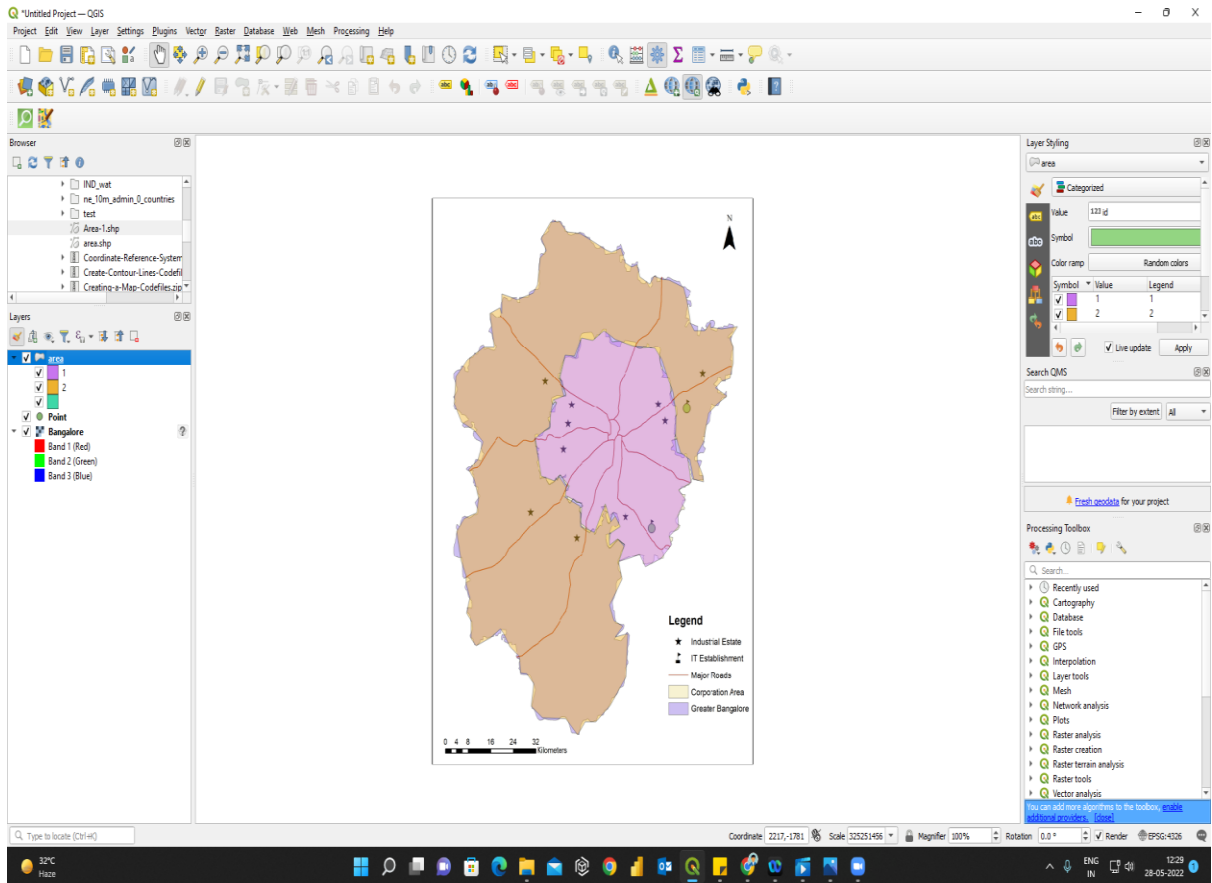 *Untitled Project — QGIS
Project Edit View Layer Settings Plugins Vector Raster Database Web Mesh Processing Help
Browser
IND_wat
ne_10m_admin_0_countries
test
Area-1.shp
area.shp
Coordinate-Reference-System
Create-Contour-Lines-Codefil
Creating-a-Map-Codefiles.zip
Layers
area
1
2
Point
Bangalore
?
Band 1 (Red)
Band 2 (Green)
Band 3 (Blue)
N
Legend
Industrial Estate
IT Establishment
Major Roads
Corporation Area
Greater Bangalore
0 4 8 16 24 32
Kilometers
Layer Styling
area
Categorized
Value 123 id
Symbol
Color ramp Random colors
Symbol Value Legend
1 1
2 2
Live update Apply
Search QMS
Search string...
Filter by extent All
Fresh geodata for your project
Processing Toolbox
Search...
Recently used
Cartography
Database
File tools
GPS
Interpolation
Layer tools
Mesh
Network analysis
Plots
Raster analysis
Raster creation
Raster terrain analysis
Raster tools
Vector analysis
You can add more algorithms to the toolbox, enable
additional providers. [close]
Type to locate (Ctrl+K)
Coordinate 2217,-1781 Scale 325251456 Magnifier 100% Rotation 0.0 ° Render EPSG:4326
32°C
Haze
ENG
IN
12:29
28-05-2022
1